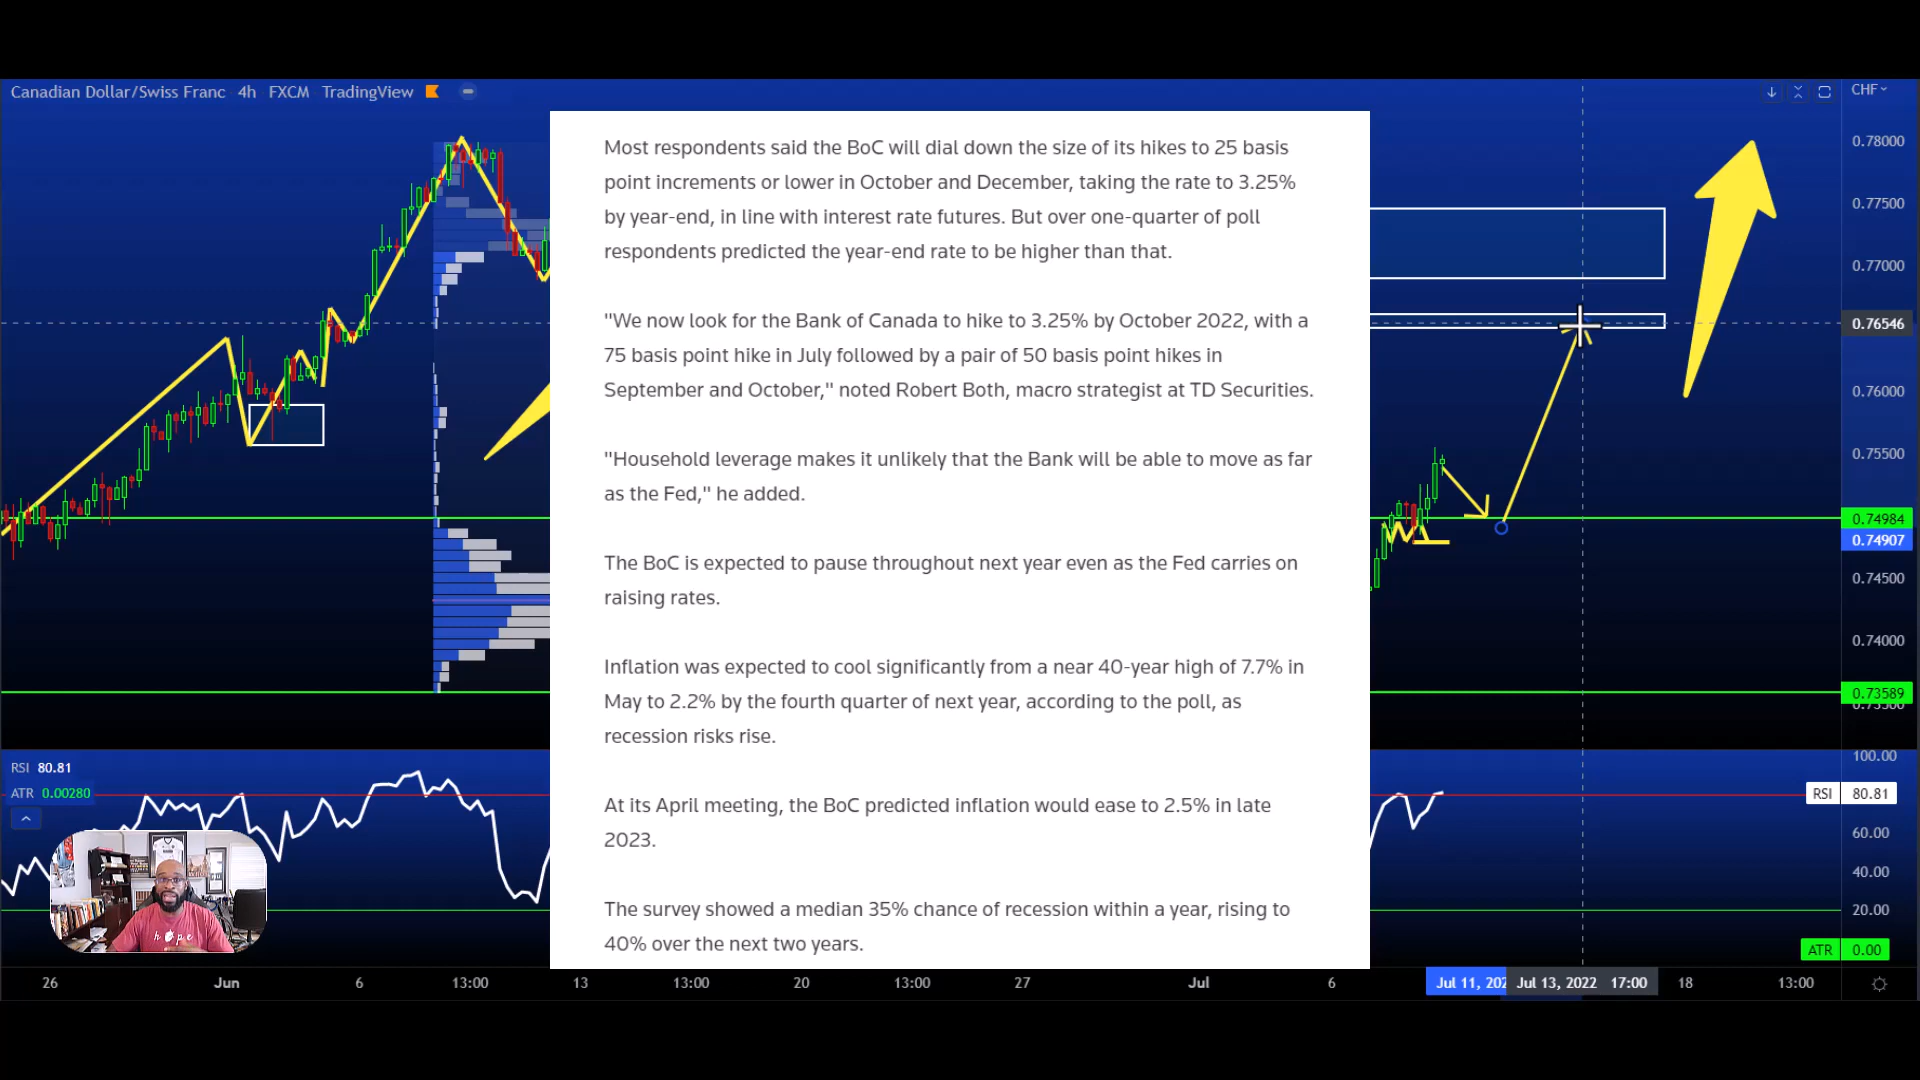 Canadian Dollar/Swiss Franc 4h FXCM TradingView
CHF
Most respondents said the BoC will dial down the size of its hikes to 25 basis
point increments or lower in October and December, taking the rate to 3.25%
by year-end, in line with interest rate futures. But over one-quarter of poll
respondents predicted the year-end rate to be higher than that.
"We now look for the Bank of Canada to hike to 3.25% by October 2022, with a
75 basis point hike in July followed by a pair of 50 basis point hikes in
September and October," noted Robert Both, macro strategist at TD Securities.
"Household leverage makes it unlikely that the Bank will be able to move as far
as the Fed," he added.
The BoC is expected to pause throughout next year even as the Fed carries on
raising rates.
Inflation was expected to cool significantly from a near 40-year high of 7.7% in
May to 2.2% by the fourth quarter of next year, according to the poll, as
recession risks rise.
At its April meeting, the BoC predicted inflation would ease to 2.5% in late
2023.
The survey showed a median 35% chance of recession within a year, rising to
40% over the next two years.
0.78000
0.77500
0.77000
0.76546
0.76000
0.75500
0.74984
0.74907
0.74500
0.74000
0.73589
RSI 80.81
ATR 0.00280
hope
100.00
RSI 80.81
60.00
40.00
20.00
ATR 0.00
26 Jun 6 13:00 13 13:00 20 13:00 27 Jul 6 Jul 11, 202 Jul 13, 2022 17:00 18 13:00